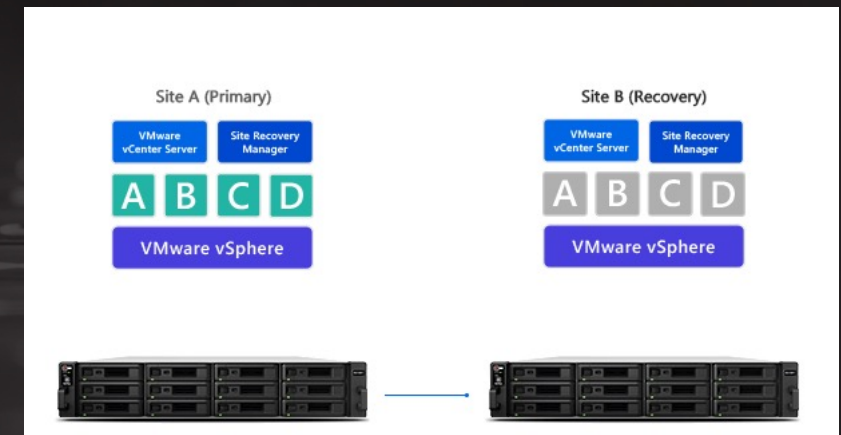 Site A (Primary)
Site B (Recovery)
VMware
vCenter Server
Site Recovery
Manager
VMware
vCenter Server
Site Recovery
Manager
A B C D
A B C D
VMware vSphere
VMware vSphere